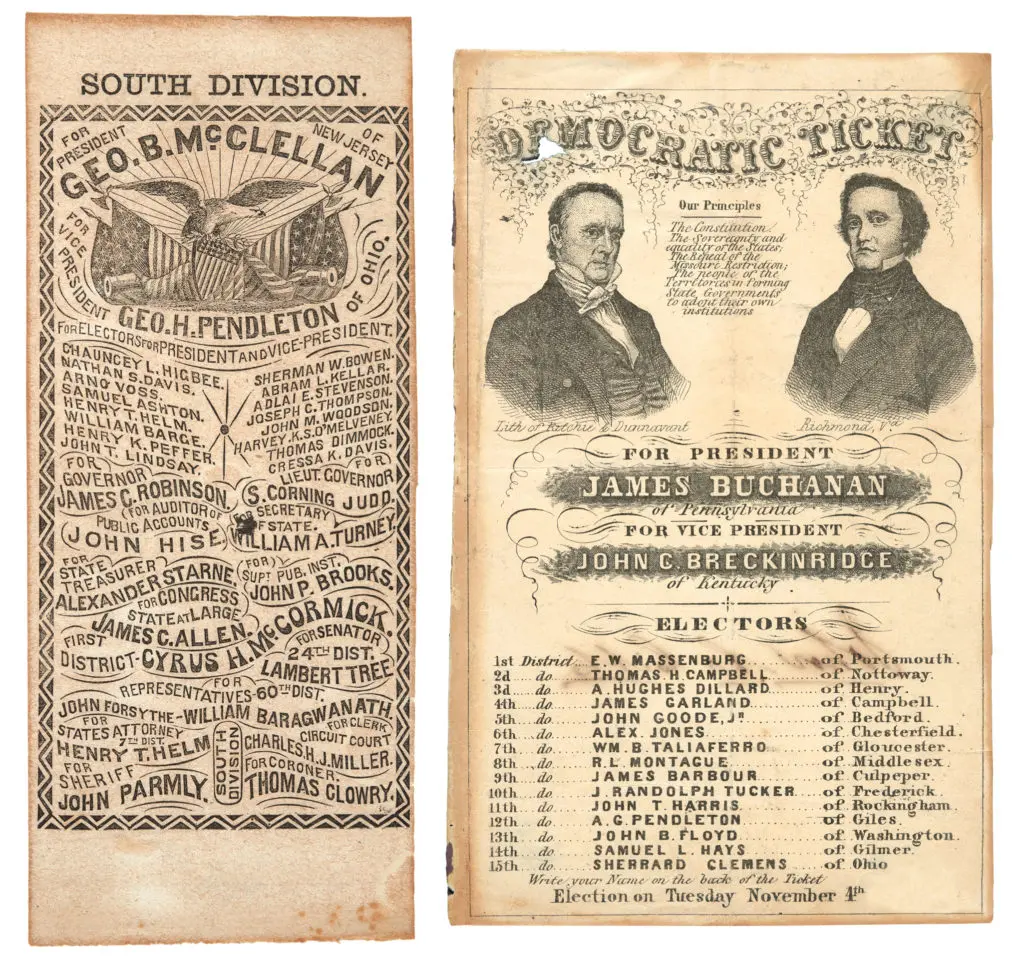 SOUTH DIVISION.
FOR PRESIDENT
GEO. B. McCLELLAN
OF NEW JERSEY
FOR VICE PRESIDENT
GEO. H. PENDLETON
OF OHIO.
FOR ELECTORS FOR PRESIDENT AND VICE-PRESIDENT.
CHAUNCEY L. HIGBEE,
NATHAN S. DAVIS,
ARNO VOSS,
SAMUEL ASHTON,
HENRY T. HELM,
WILLIAM BARGE,
HENRY K. PEFFER,
JOHN T. LINDSAY,
SHERMAN W. BOWEN,
ABRAM L. KELLAR,
ADLAI E. STEVENSON,
JOSEPH C. THOMPSON,
JOHN M. WOODSON,
HARVEY K. S. O'MELVENEY,
THOMAS DIMMOCK,
CRESSA K. DAVIS,
FOR GOVERNOR
JAMES C. ROBINSON,
FOR LIEUT. GOVERNOR
S. CORNING JUDD.
FOR AUDITOR OF
PUBLIC ACCOUNTS
JOHN HISE,
FOR SECRETARY
OF STATE.
WILLIAM A. TURNEY,
FOR STATE TREASURER
ALEXANDER STARNE,
FOR SUPT PUB. INST.
JOHN P. BROOKS,
FOR CONGRESS
STATE AT LARGE
JAMES C. ALLEN.
FIRST DISTRICT-CYRUS H. McCORMICK.
FOR SENATOR
24TH DIST.
LAMBERT TREE
FOR
REPRESENTATIVES-60TH DIST.
JOHN FORSYTHE-WILLIAM BARAGWANATH,
FOR STATES ATTORNEY
7TH DIST.
HENRY T. HELM
FOR CLERK
CIRCUIT COURT
CHARLES, H, J. MILLER.
FOR SHERIFF
JOHN PARMLY.
SOUTH
DIVISION
FOR CORONER.
THOMAS CLOWRY.
DEMOCRATIC TICKET
Our Principles
The Constitution.
The Sovereignty and
equality of the States;
The Repeal of the
Missouri Restriction;
The people of the
Territorces in Forming
State Governments
to adopt their own
institutions
Lith of Ritchie & Dunnavent
Richmond, Va
FOR PRESIDENT
JAMES BUCHANAN
of Pennsylvania
FOR VICE PRESIDENT
JOHN C. BRECKINRIDGE
of Kentucky
ELECTORS
1st District E. W. MASSENBURG of Portsmouth.
2d do THOMAS H. CAMPBELL of Nottoway.
3d do A. HUGHES DILLARD of Henry.
4th do JAMES GARLAND of Campbell.
5th do JOHN GOODE, Jr of Bedford.
6th do ALEX. JONES of Chesterfield.
7th do WM. B. TALIAFERRO of Gloucester.
8th do R. L. MONTAGUE of Middlesex.
9th do JAMES BARBOUR of Culpeper.
10th do J. RANDOLPH TUCKER of Frederick.
11th do JOHN T. HARRIS of Rockingham.
12th do A. G. PENDLETON of Giles.
13th do JOHN B. FLOYD of Washington.
14th do SAMUEL L. HAYS of Gilmer.
15th do SHERRARD CLEMENS of Ohio
Write your Name on the back of the Ticket
Election on Tuesday November 4th